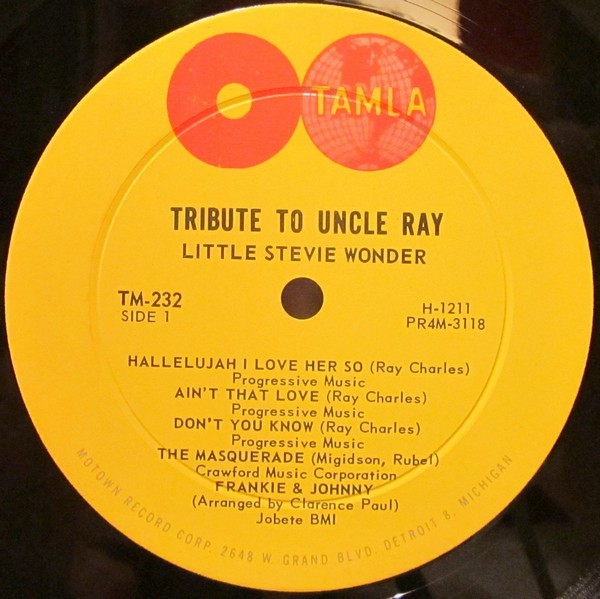 TAMLA
TRIBUTE TO UNCLE RAY
LITTLE STEVIE WONDER
TM-232
SIDE 1
H-1211
PR4M-3118
HALLELUJAH I LOVE HER SO (Ray Charles)
Progressive Music
AIN'T THAT LOVE (Ray Charles)
Progressive Music
DON'T YOU KNOW (Ray Charles)
Progressive Music
THE MASQUERADE (Migidson, Rubel)
Crawford Music Corporation
FRANKIE & JOHNNY
(Arranged by Clarence Paul)
Jobete BMI
MOTOWN RECORD CORP. 2648 W. GRAND BLVD. DETROIT 8, MICHIGAN